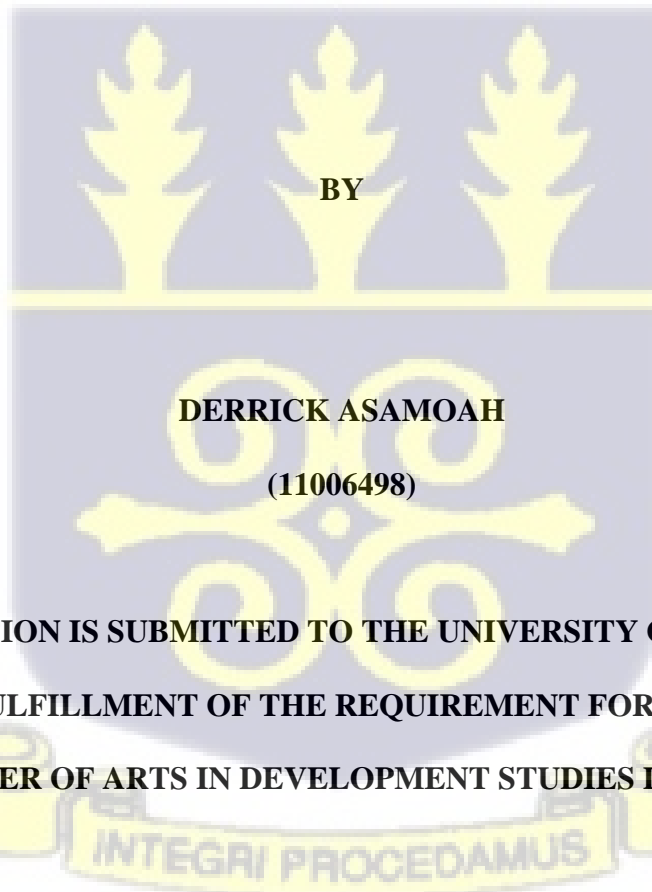 BY
DERRICK ASAMOAH
(11006498)
ION IS SUBMITTED TO THE UNIVERSITY
ULFILLMENT OF THE REQUIREMENT FOR
ER OF ARTS IN DEVELOPMENT STUDIES
INTEGRI PROCEDAMUS